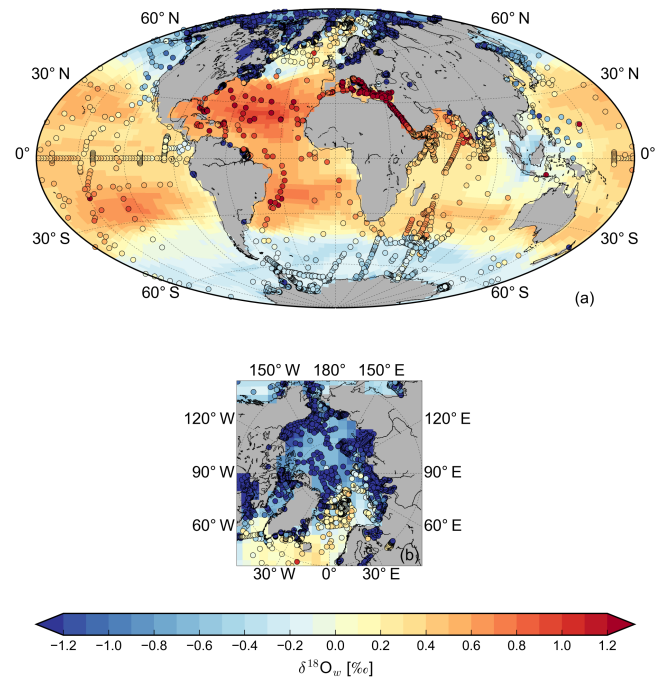 60° N 60° N
30° N 30° N
0° 0°
30° S 30° S
60° S 60° S
(a)
150° W 180° 150° E
120° W 120° E
90° W 90° E
60° W 60° E
(b)
30° W 0° 30° E
−1.2 −1.0 −0.8 −0.6 −0.4 −0.2 0.0 0.2 0.4 0.6 0.8 1.0 1.2
δ¹⁸O_w [‰]